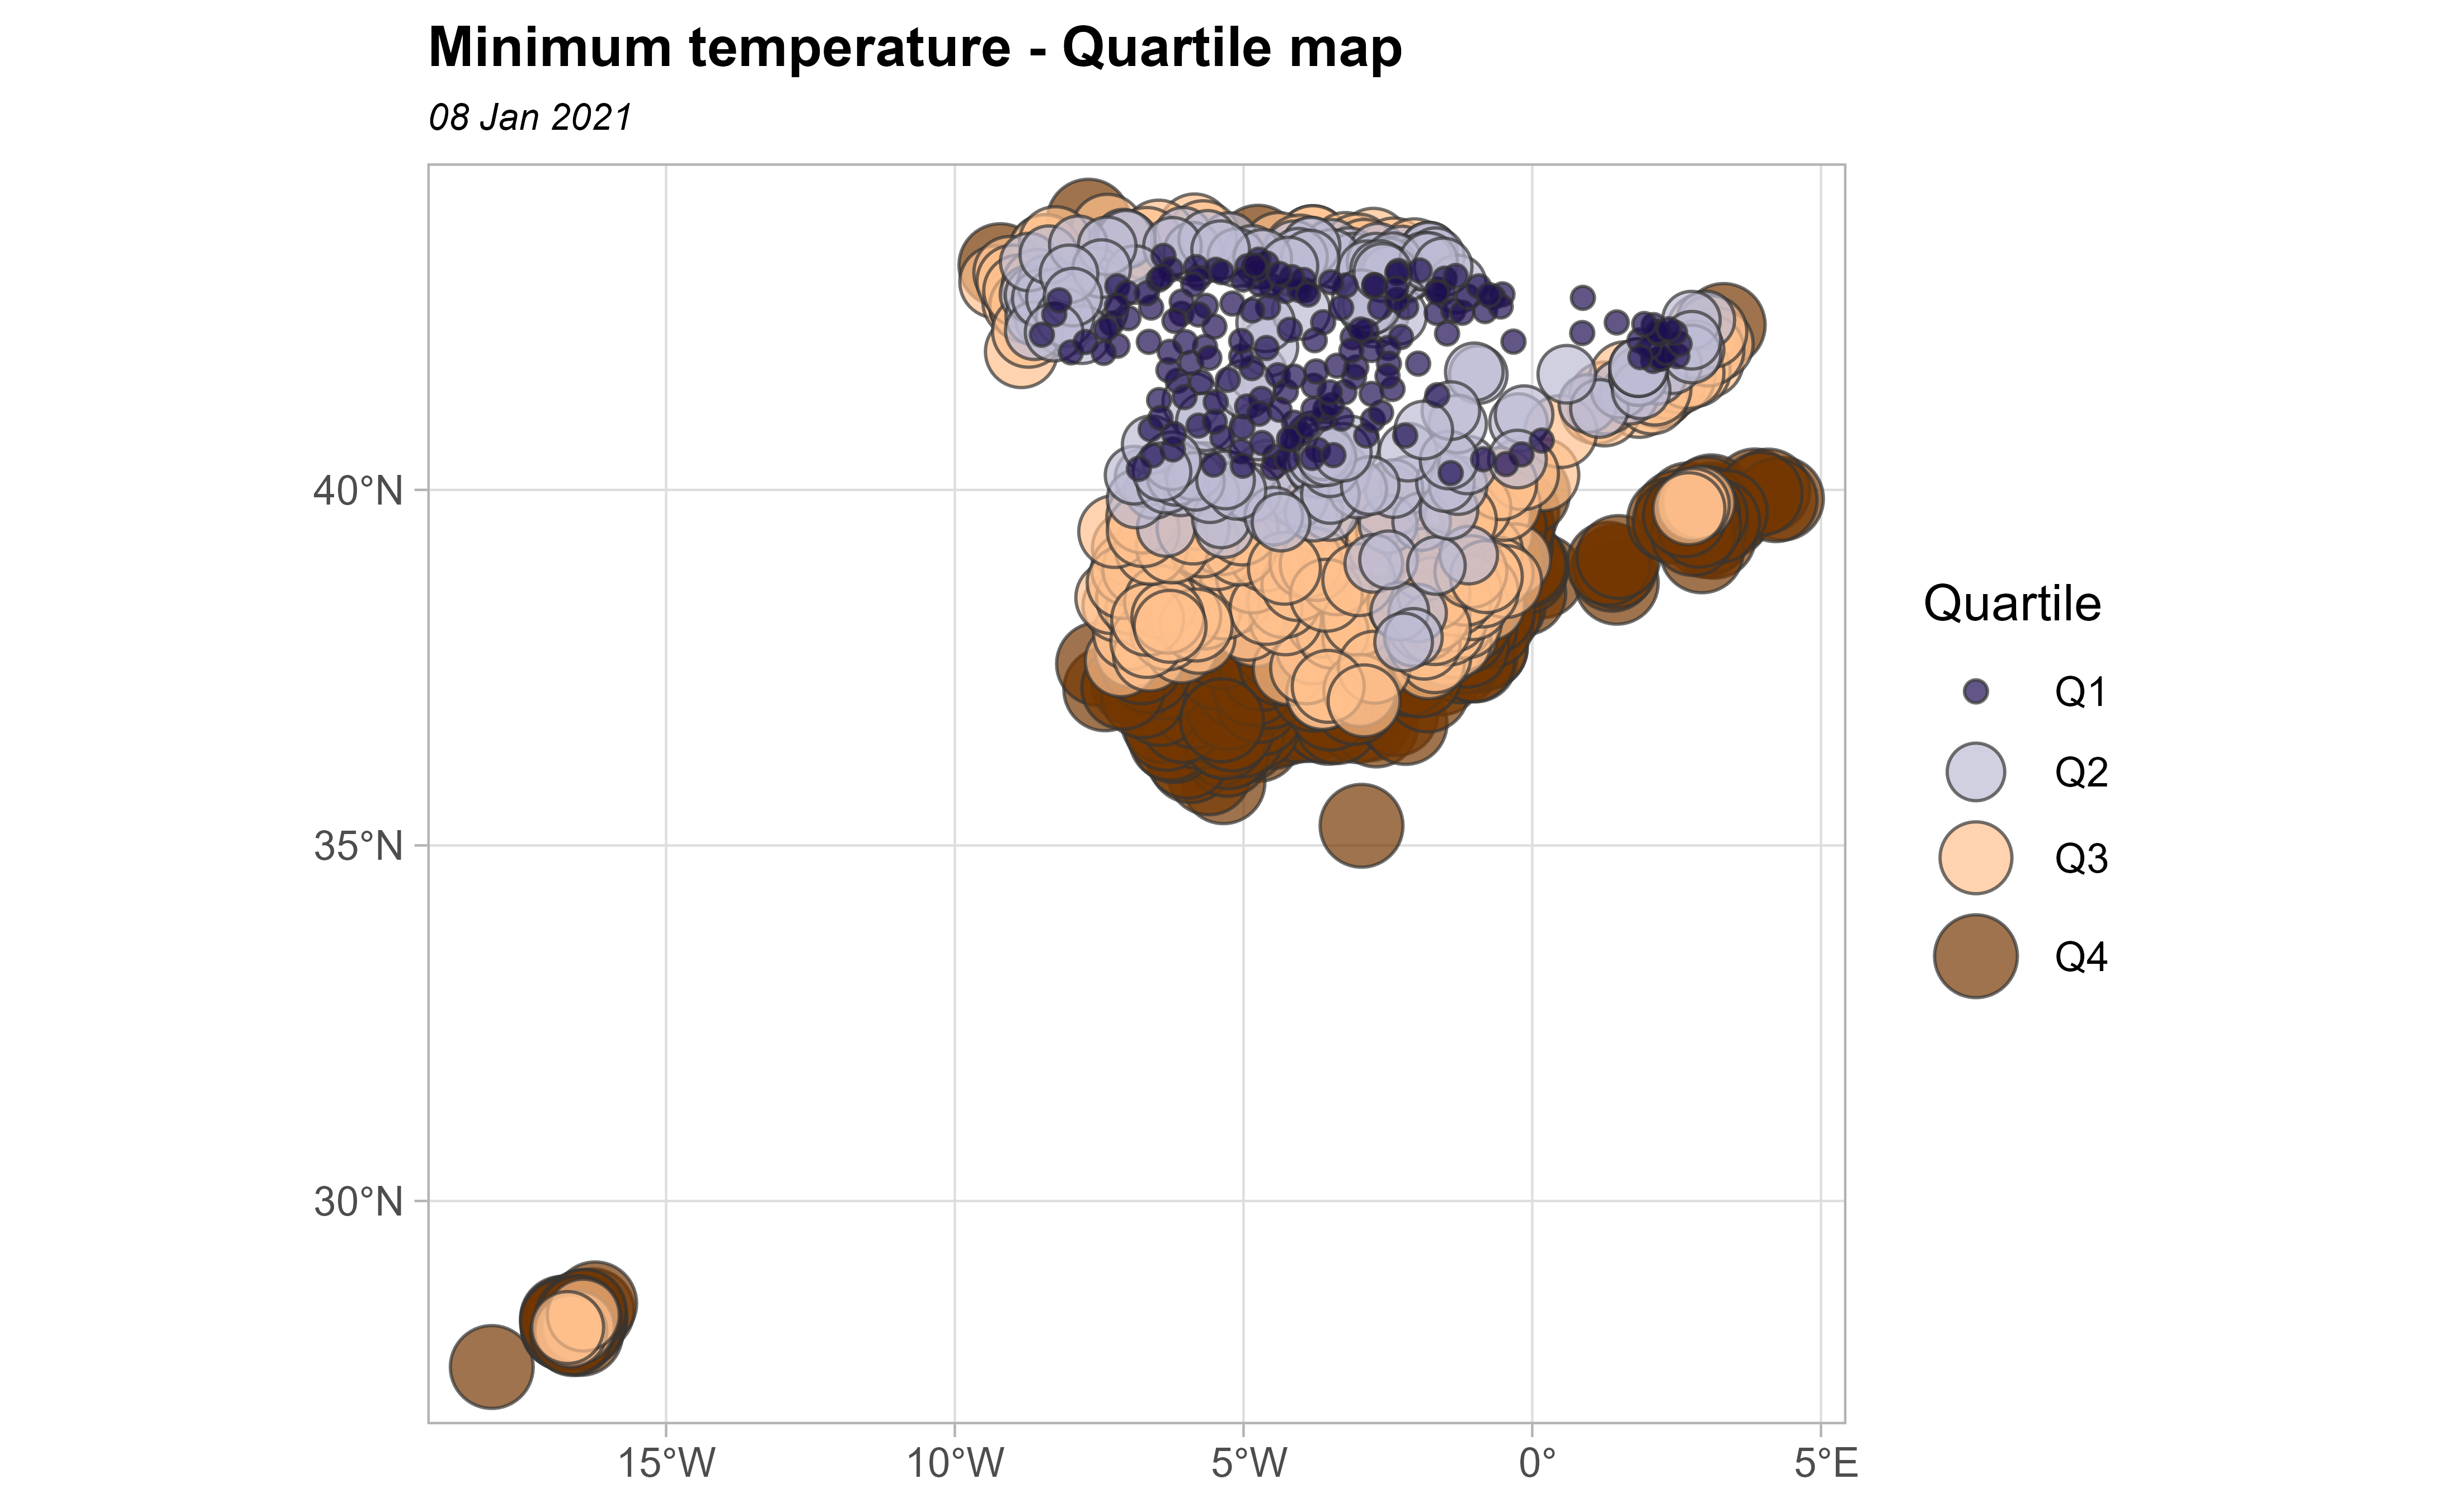 Minimum temperature - Quartile map
08 Jan 2021
40°N
35°N
30°N
15°W
10°W
5°W
0°
5°E
Quartile
Q1
Q2
Q3
Q4